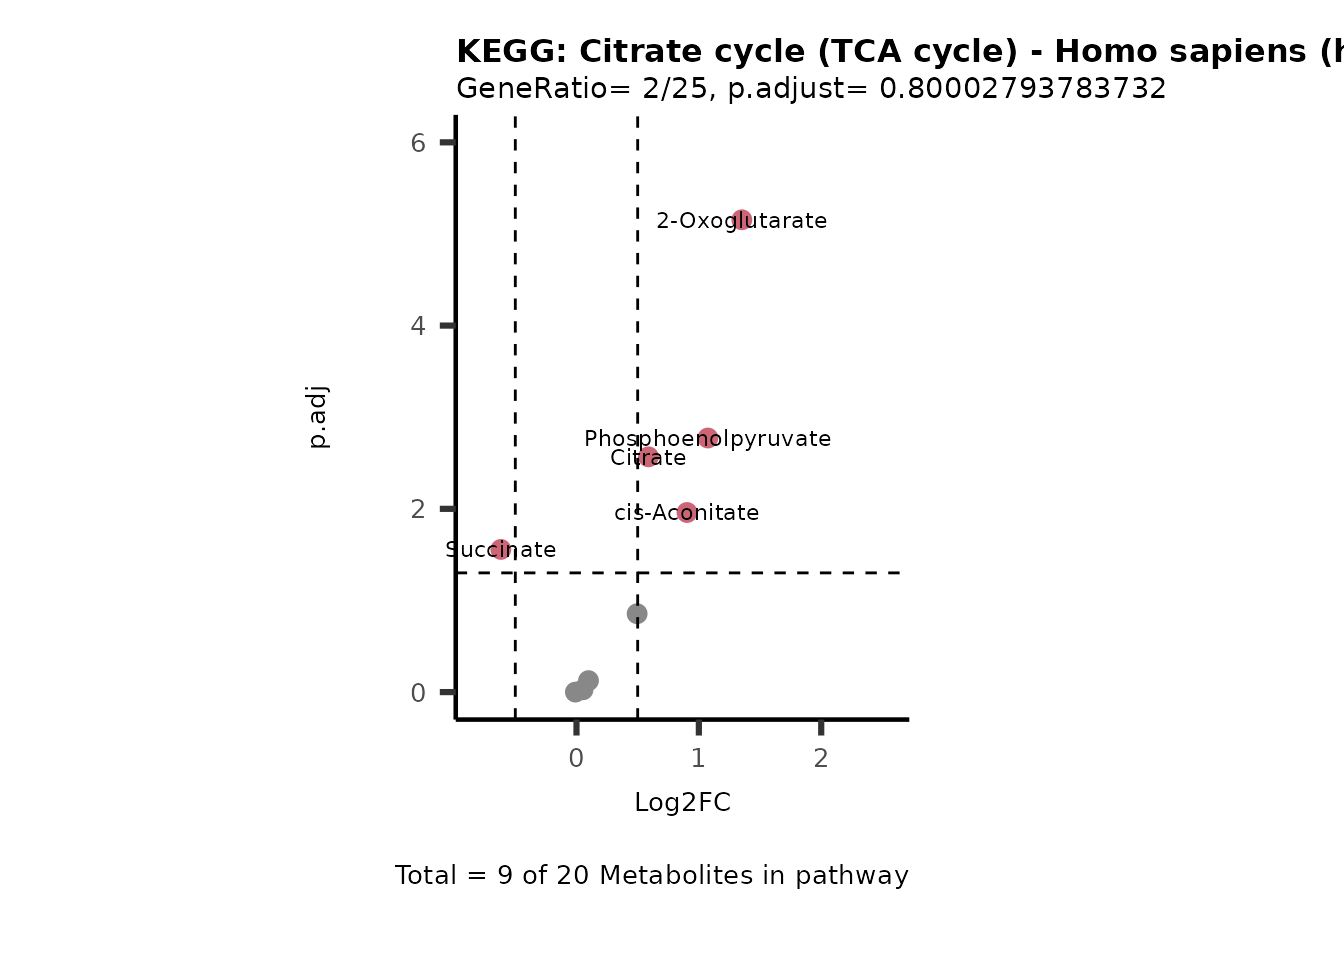 KEGG: Citrate cycle (TCA cycle) - Homo sapiens (h
GeneRatio= 2/25, p.adjust= 0.80002793783732
6
2-Oxoglutarate
4
p.adj
Phosphoenolpyruvate
Citrate
2
cis-Aconitate
Succinate
0
0 1 2
Log2FC
Total = 9 of 20 Metabolites in pathway